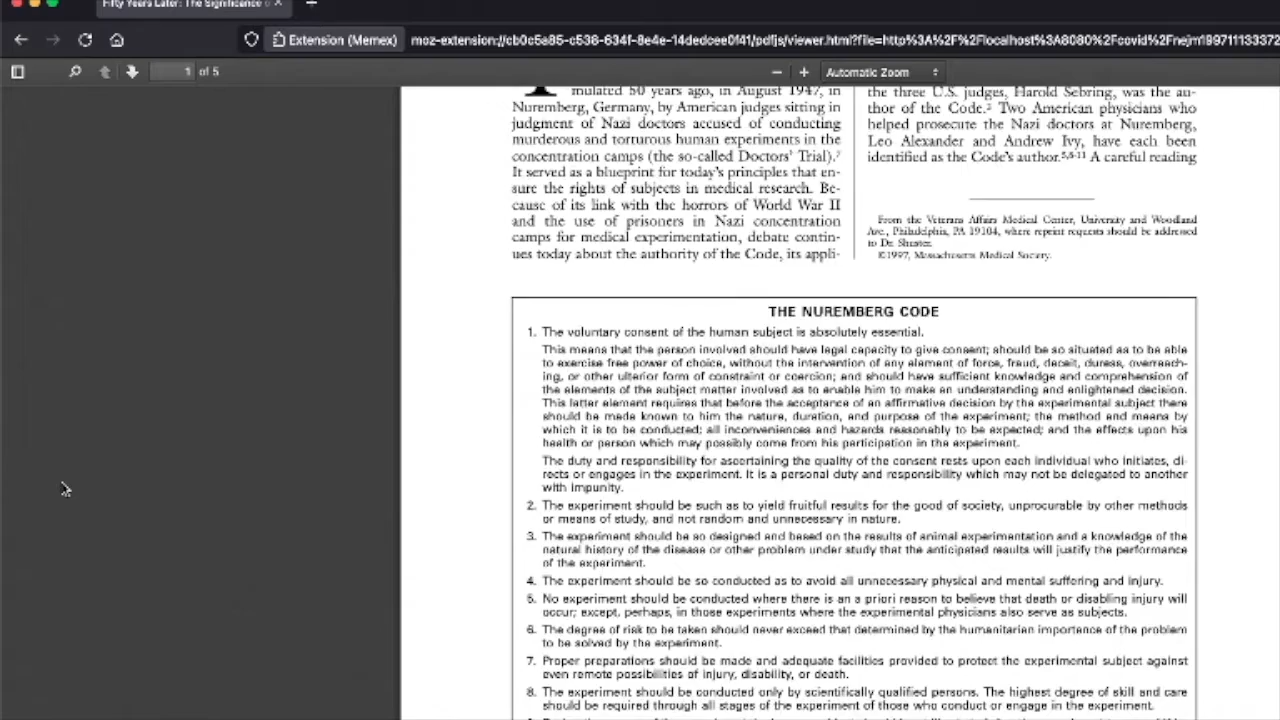 Fifty Years Later: The Significance o
Extension (Memex)
moz-extension://cb0c5a85-c536-634f-8e4e-14dedcee0f41/pdfjs/viewer.html?file=http%3A%2F%2Flocalhost%3A8080%2Fcovid%2Fnejm199711133372
1 of 5
Automatic Zoom
mulated 50 years ago, in August 1947, in
Nuremberg, Germany, by American judges sitting in
judgment of Nazi doctors accused of conducting
murderous and torturous human experiments in the
concentration camps (the so-called Doctors' Trial).⁷
It served as a blueprint for today's principles that en-
sure the rights of subjects in medical research. Be-
cause of its link with the horrors of World War II
and the use of prisoners in Nazi concentration
camps for medical experimentation, debate contin-
ues today about the authority of the Code, its appli-
the three U.S. judges, Harold Sebring, was the au-
thor of the Code.² Two American physicians who
helped prosecute the Nazi doctors at Nuremberg,
Leo Alexander and Andrew Ivy, have each been
identified as the Code's author.⁵,⁸⁻¹¹ A careful reading
From the Veterans Affairs Medical Center, University and Woodland
Ave., Philadelphia, PA 19104, where reprint requests should be addressed
to Dr. Shuster.
©1997, Massachusetts Medical Society.
THE NUREMBERG CODE
1. The voluntary consent of the human subject is absolutely essential.
This means that the person involved should have legal capacity to give consent; should be so situated as to be able
to exercise free power of choice, without the intervention of any element of force, fraud, deceit, duress, overreach-
ing, or other ulterior form of constraint or coercion; and should have sufficient knowledge and comprehension of
the elements of the subject matter involved as to enable him to make an understanding and enlightened decision.
This latter element requires that before the acceptance of an affirmative decision by the experimental subject there
should be made known to him the nature, duration, and purpose of the experiment; the method and means by
which it is to be conducted; all inconveniences and hazards reasonably to be expected; and the effects upon his
health or person which may possibly come from his participation in the experiment.
The duty and responsibility for ascertaining the quality of the consent rests upon each individual who initiates, di-
rects or engages in the experiment. It is a personal duty and responsibility which may not be delegated to another
with impunity.
2. The experiment should be such as to yield fruitful results for the good of society, unprocurable by other methods
or means of study, and not random and unnecessary in nature.
3. The experiment should be so designed and based on the results of animal experimentation and a knowledge of the
natural history of the disease or other problem under study that the anticipated results will justify the performance
of the experiment.
4. The experiment should be so conducted as to avoid all unnecessary physical and mental suffering and injury.
5. No experiment should be conducted where there is an a priori reason to believe that death or disabling injury will
occur; except, perhaps, in those experiments where the experimental physicians also serve as subjects.
6. The degree of risk to be taken should never exceed that determined by the humanitarian importance of the problem
to be solved by the experiment.
7. Proper preparations should be made and adequate facilities provided to protect the experimental subject against
even remote possibilities of injury, disability, or death.
8. The experiment should be conducted only by scientifically qualified persons. The highest degree of skill and care
should be required through all stages of the experiment of those who conduct or engage in the experiment.